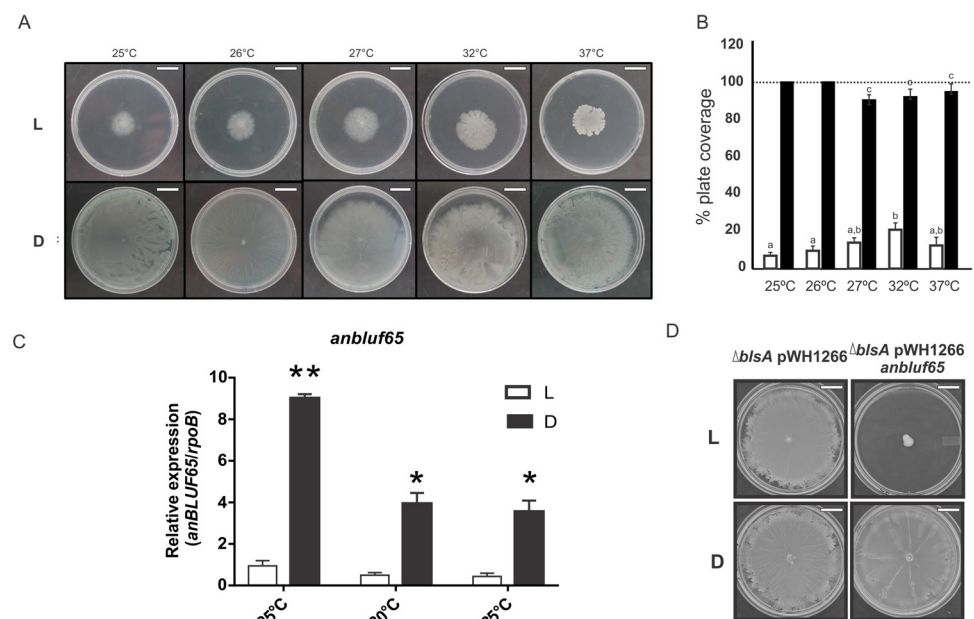 A
25°C 26°C 27°C 32°C 37°C
L
D
:
B
% plate coverage
120
100
80
60
40
20
0
a a a,b b a,b
c c
25ºC 26ºC 27ºC 32ºC 37ºC
C
anbluf65
Relative expression
(anBLUF65/rpoB)
10
8
6
4
2
0
** * *
L
D
D
ΔblsA pWH1266
ΔblsA pWH1266
anbluf65
L
D